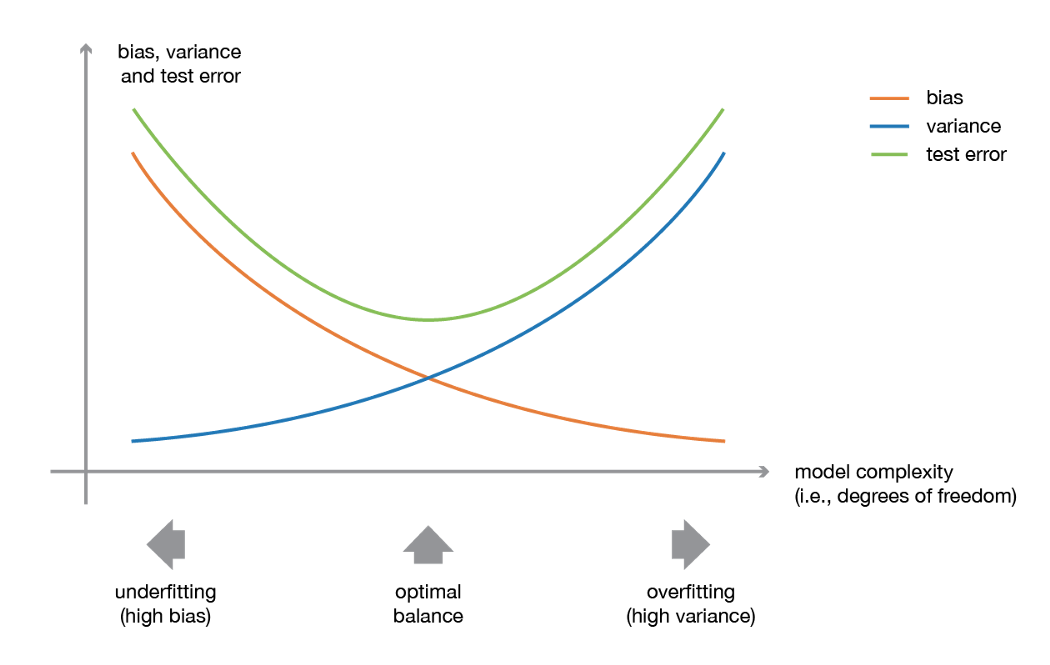 bias, variance
and test error
bias
variance
test error
model complexity
(i.e., degrees of freedom)
underfitting
(high bias)
optimal
balance
overfitting
(high variance)